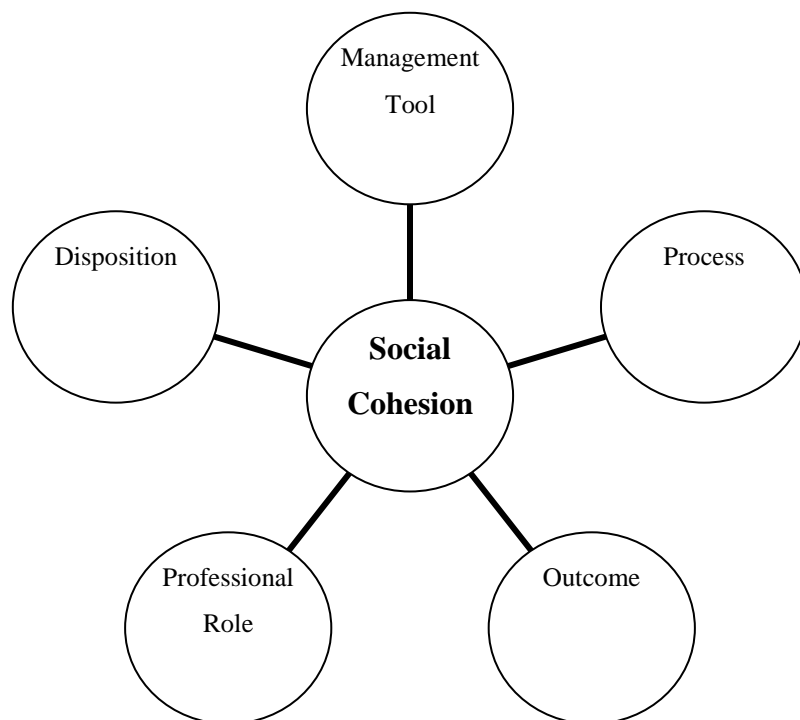 Management
Tool
Disposition
Process
Social
Cohesion
Professional
Role
Outcome